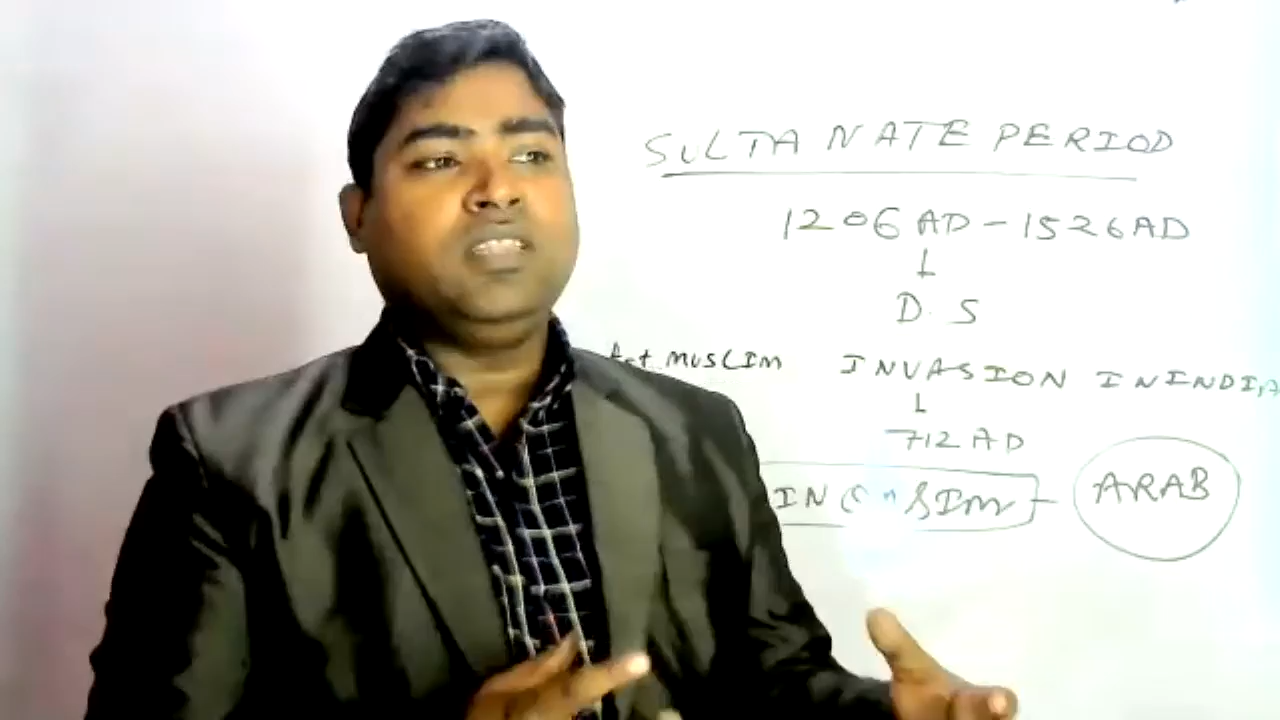 SULTANATE PERIOD
1206 AD - 1526 AD
D. S
MUSLIM INVASION IN INDIA
712 AD
ARAB